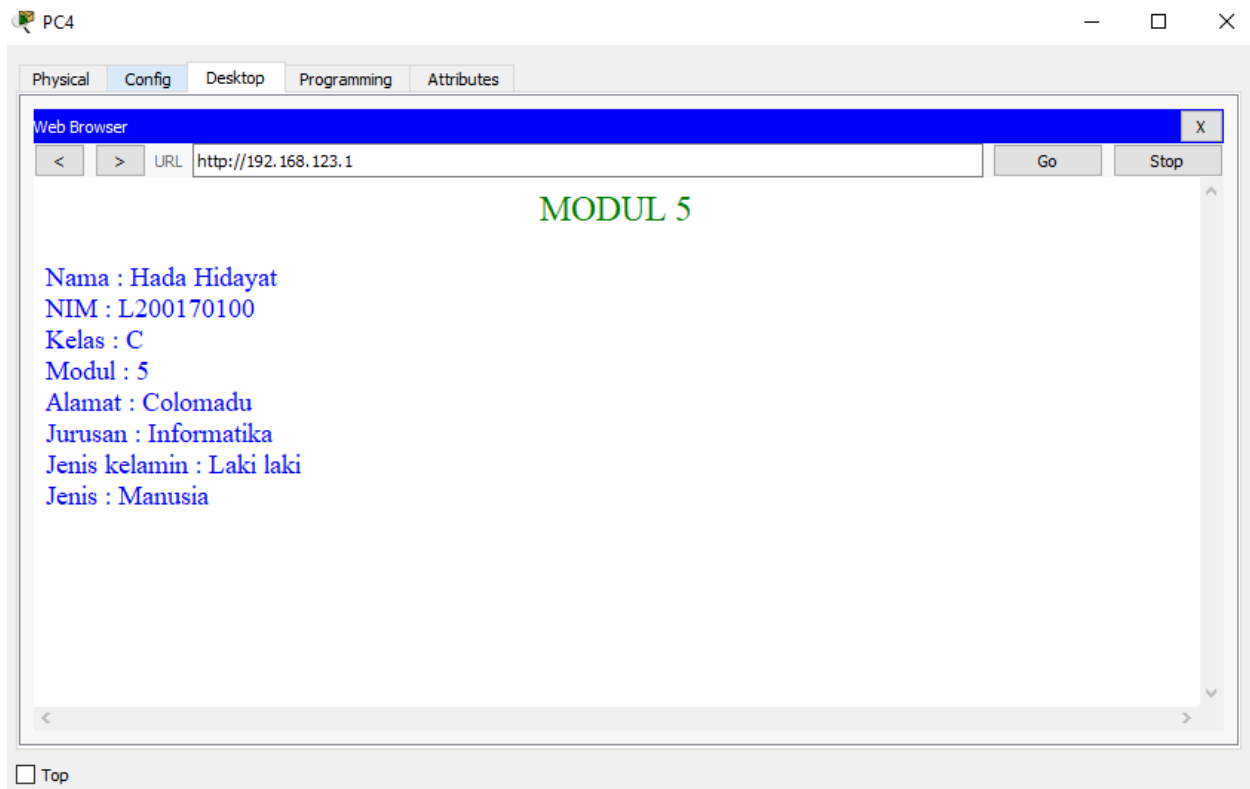 PC4
Physical Config Desktop Programming Attributes
Web Browser X
< > URL http://192.168.123.1 Go Stop
MODUL 5
Nama : Hada Hidayat
NIM : L200170100
Kelas : C
Modul : 5
Alamat : Colomadu
Jurusan : Informatika
Jenis kelamin : Laki laki
Jenis : Manusia
Top